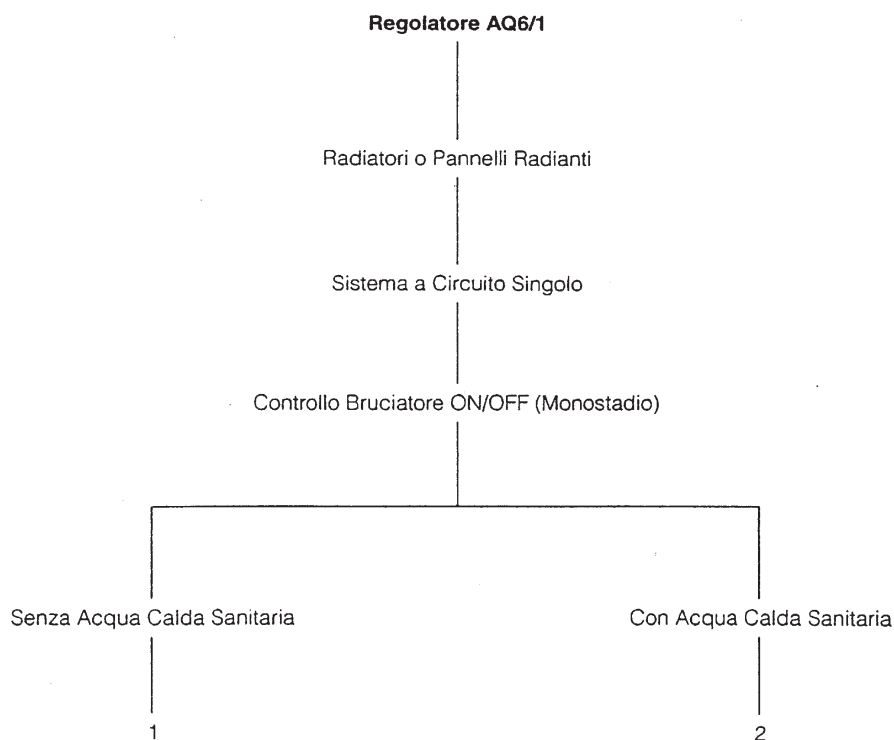 Regolatore AQ6/1
Radiatori o Pannelli Radianti
Sistema a Circuito Singolo
Controllo Bruciatore ON/OFF (Monostadio)
Senza Acqua Calda Sanitaria
Con Acqua Calda Sanitaria
1
2